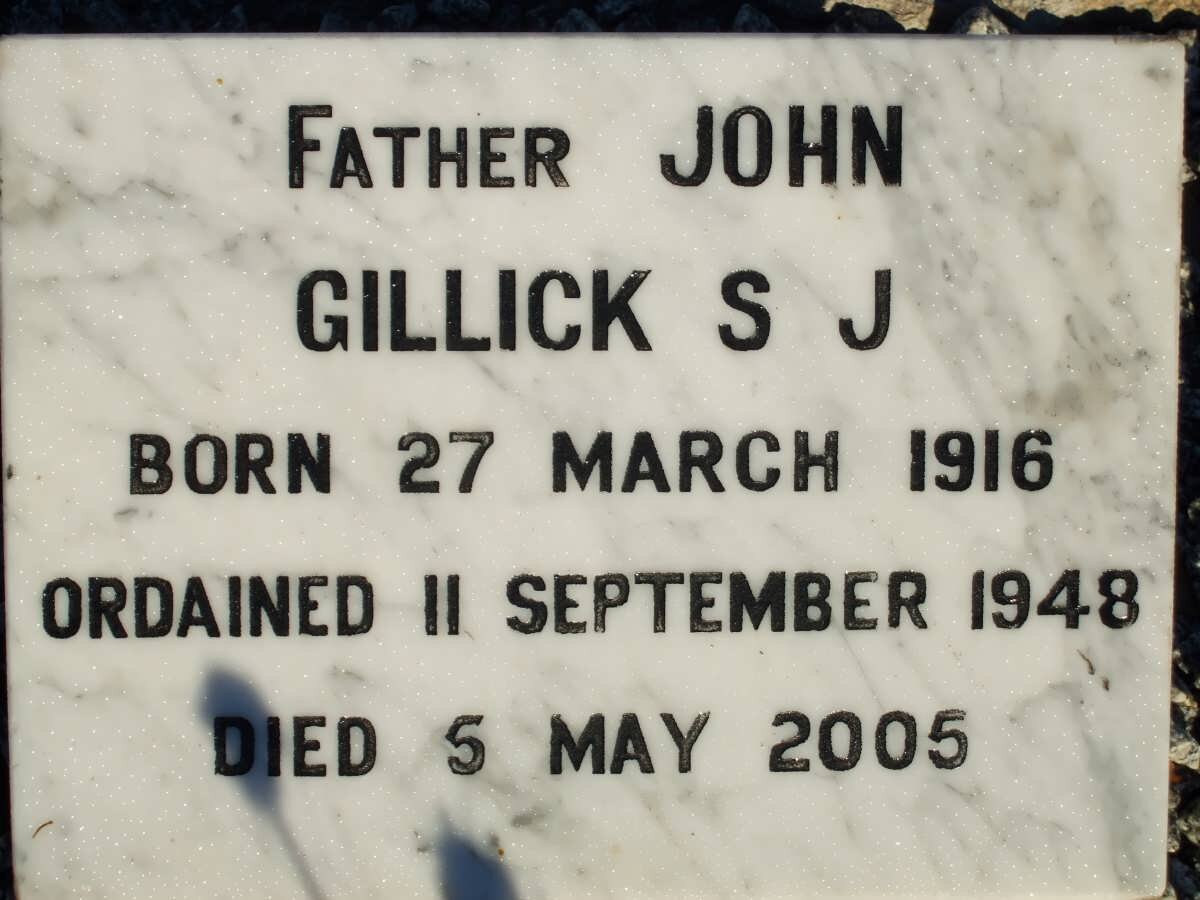 FATHER JOHN
GILLICK S J
BORN 27 MARCH 1916
ORDAINED 11 SEPTEMBER 1948
DIED 5 MAY 2005